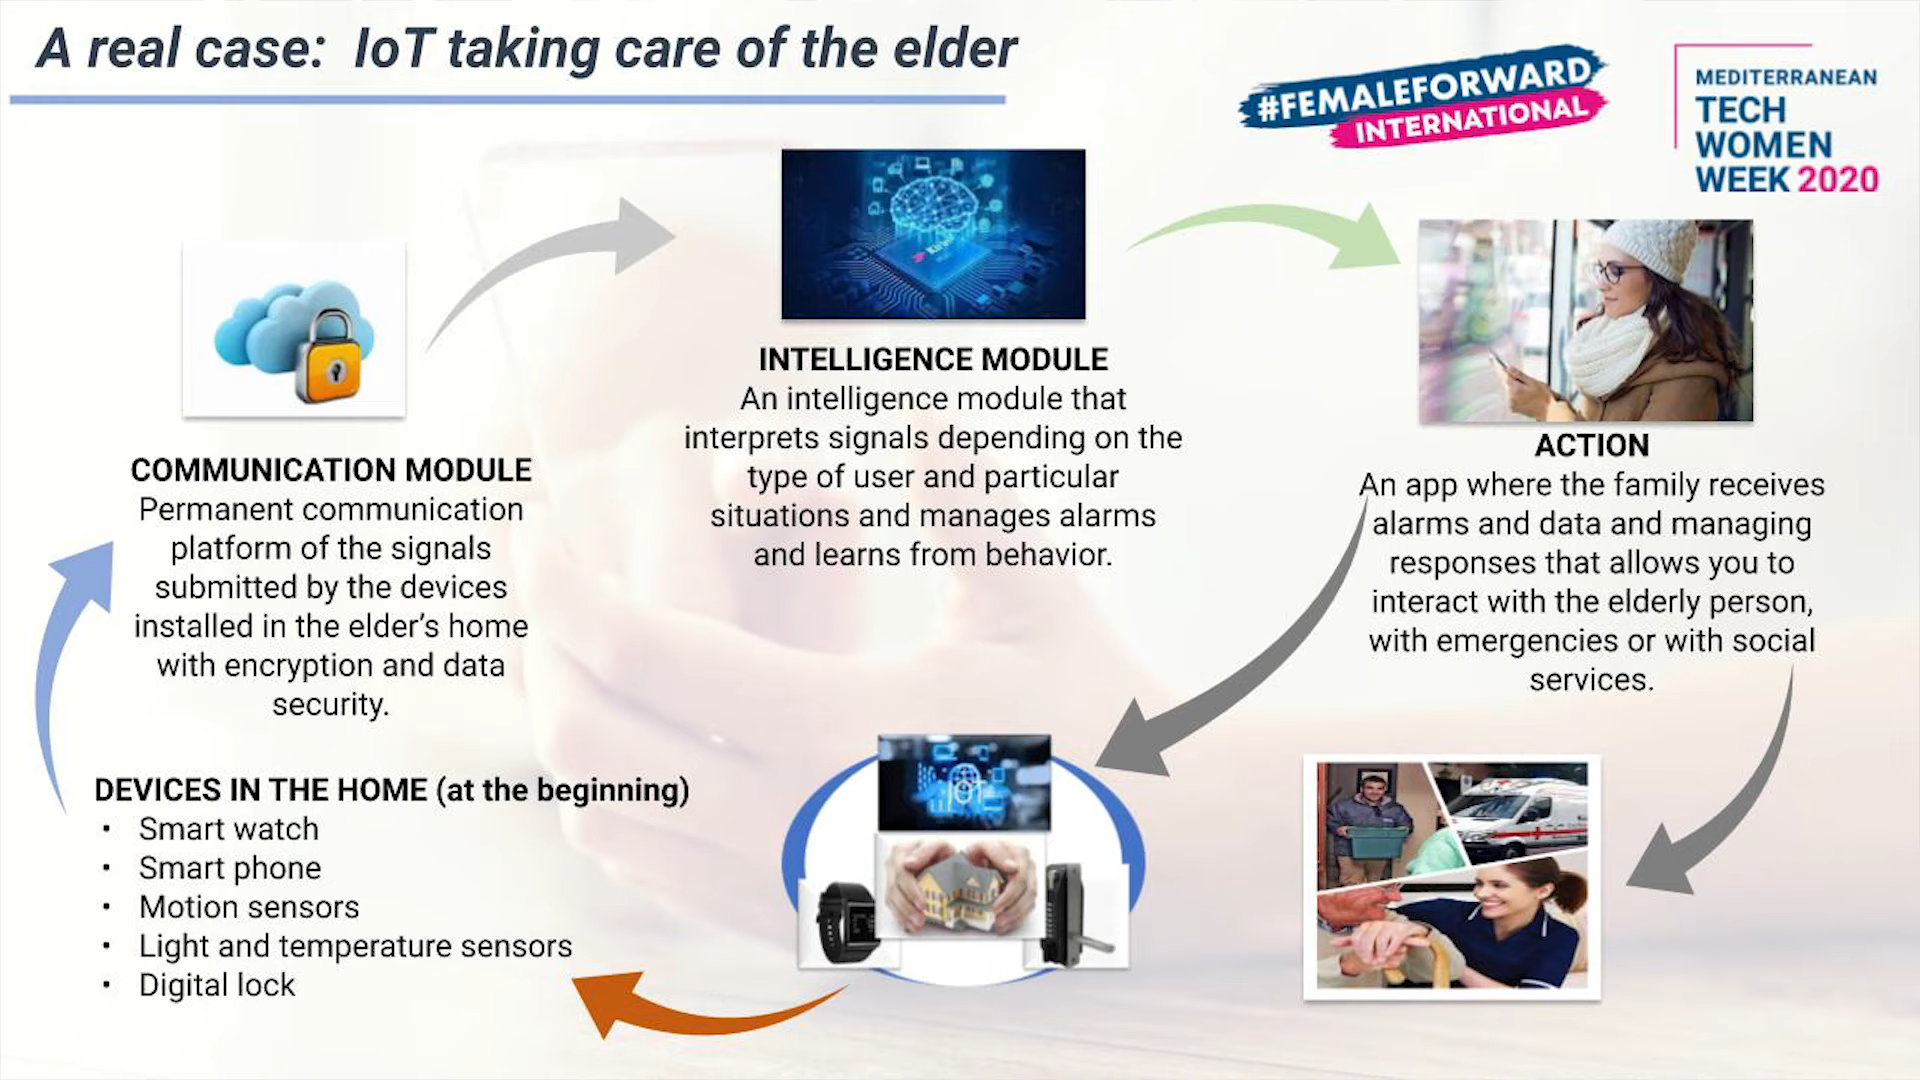 A real case: IoT taking care of the elder
#FEMALEFORWARD
INTERNATIONAL
MEDITERRANEAN
TECH
WOMEN
WEEK 2020
COMMUNICATION MODULE
Permanent communication
platform of the signals
submitted by the devices
installed in the elder’s home
with encryption and data
security.
INTELLIGENCE MODULE
An intelligence module that
interprets signals depending on the
type of user and particular
situations and manages alarms
and learns from behavior.
ACTION
An app where the family receives
alarms and data and managing
responses that allows you to
interact with the elderly person,
with emergencies or with social
services.
DEVICES IN THE HOME (at the beginning)
• Smart watch
• Smart phone
• Motion sensors
• Light and temperature sensors
• Digital lock
IOT